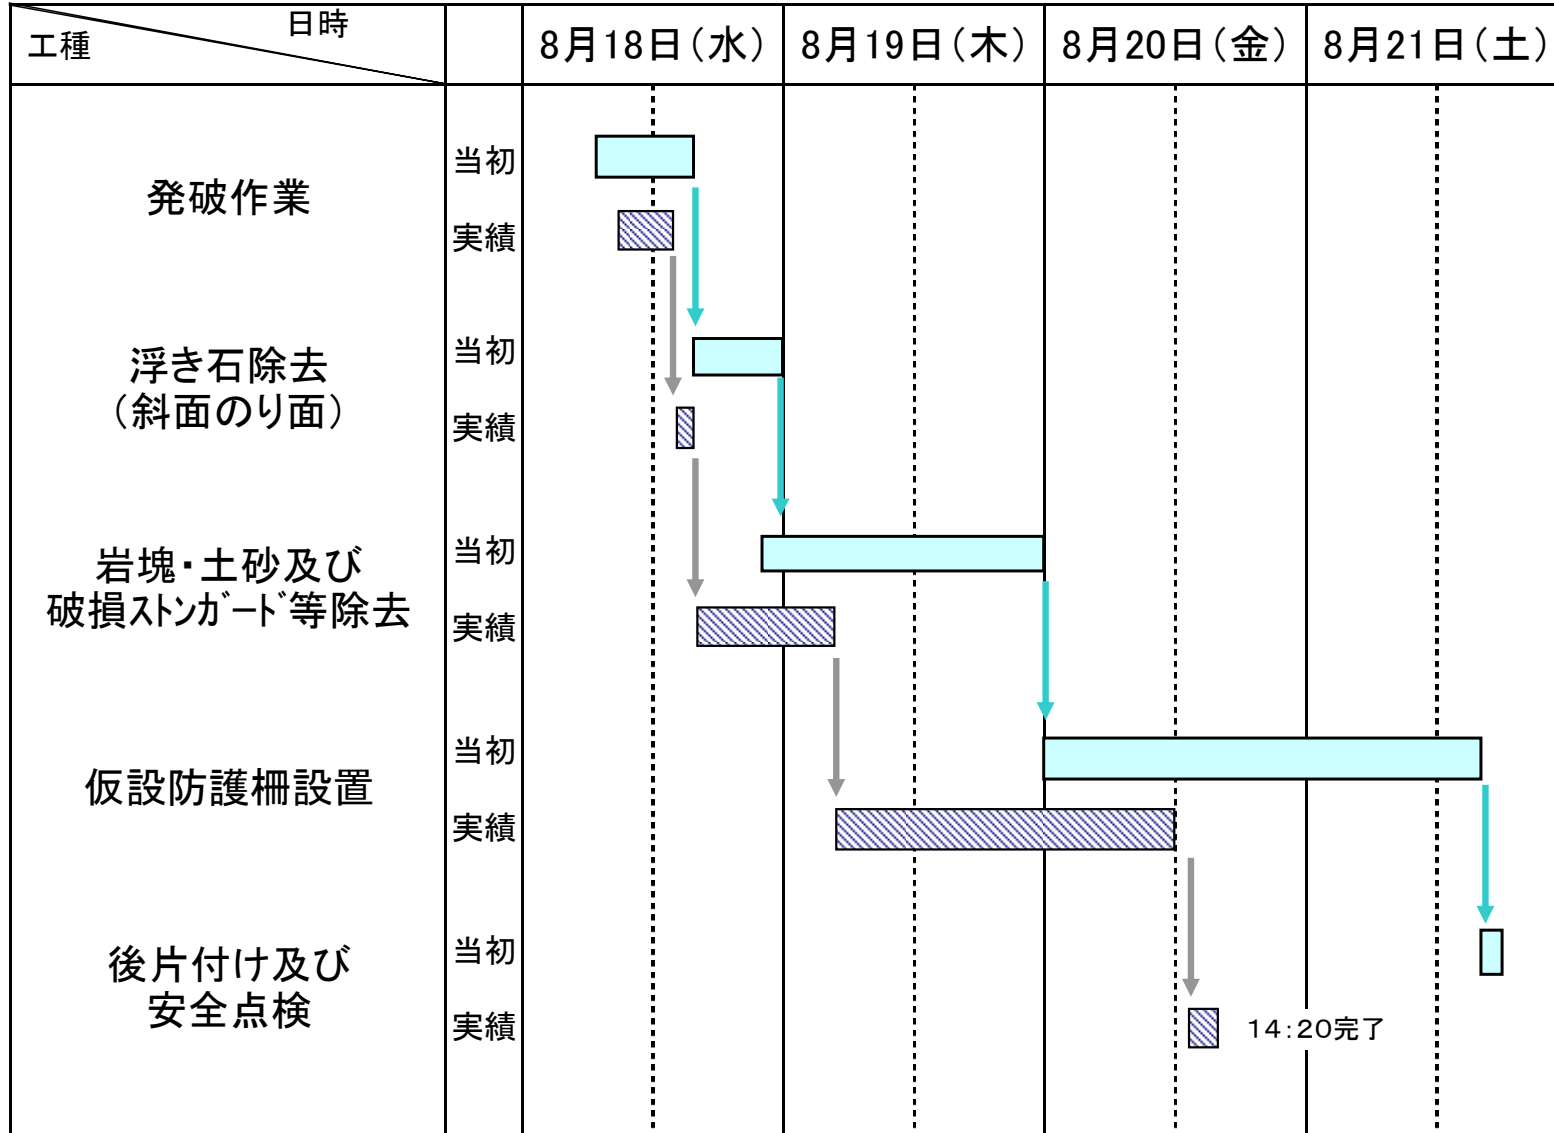 日時
工種
8月18日（水）
8月19日（木）
8月20日（金）
8月21日（土）
発破作業
当初
実績
浮き石除去
（斜面のり面）
当初
実績
岩塊・土砂及び
破損ｽﾄﾝｶﾞｰﾄﾞ等除去
当初
実績
仮設防護柵設置
当初
実績
後片付け及び
安全点検
当初
実績
14：20完了